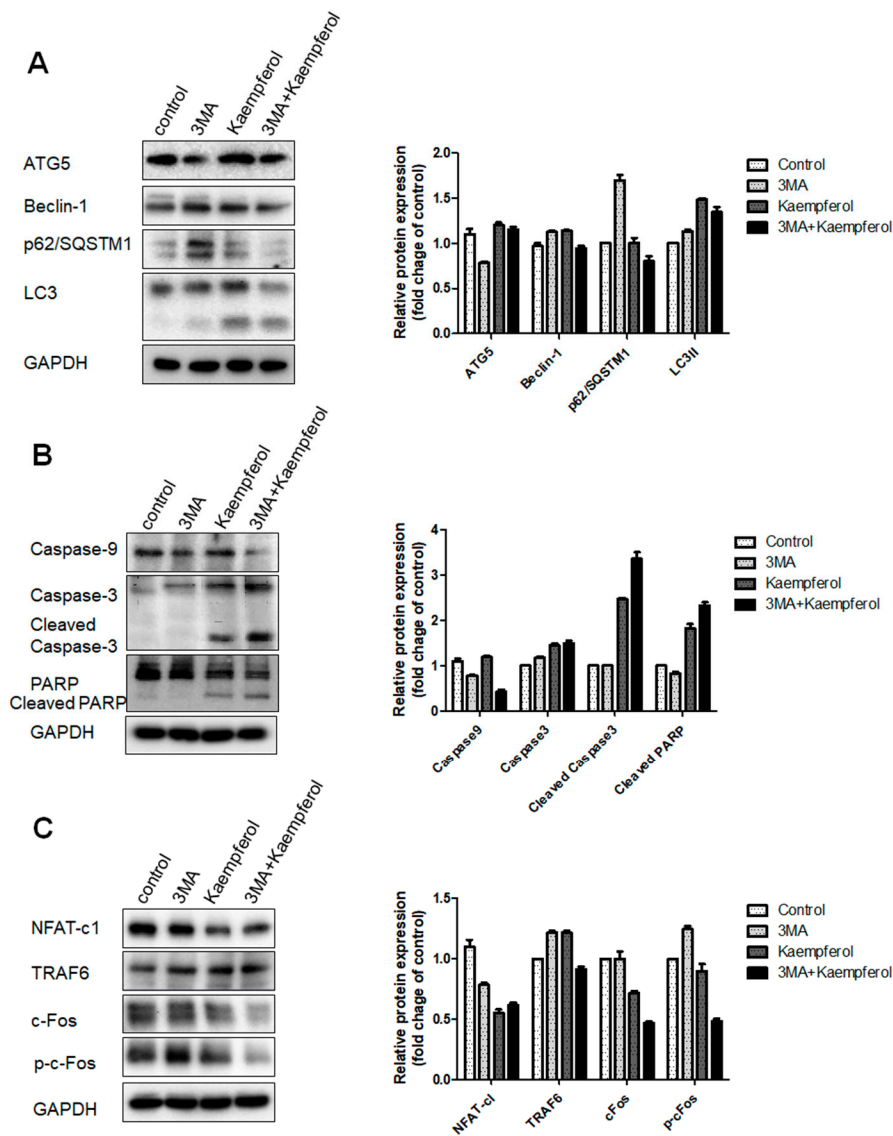 A
control
3MA
Kaempferol
3MA+Kaempferol
ATG5
Beclin-1
p62/SQSTM1
LC3
GAPDH
Relative protein expression
(fold chage of control)
2.0
1.5
1.0
0.5
0.0
ATG5
Beclin-1
p62/SQSTM1
LC3II
Control
3MA
Kaempferol
3MA+Kaempferol
B
control
3MA
Kaempferol
3MA+Kaempferol
Caspase-9
Caspase-3
Cleaved
Caspase-3
PARP
Cleaved PARP
GAPDH
Relative protein expression
(fold chage of control)
4
3
2
1
0
Caspase9
Caspase3
Cleaved Caspase3
Cleaved PARP
Control
3MA
Kaempferol
3MA+Kaempferol
C
control
3MA
Kaempferol
3MA+Kaempferol
NFAT-c1
TRAF6
c-Fos
p-c-Fos
GAPDH
Relative protein expression
(fold chage of control)
1.5
1.0
0.5
0.0
NFAT-cl
TRAF6
cFos
p-cFos
Control
3MA
Kaempferol
3MA+Kaempferol